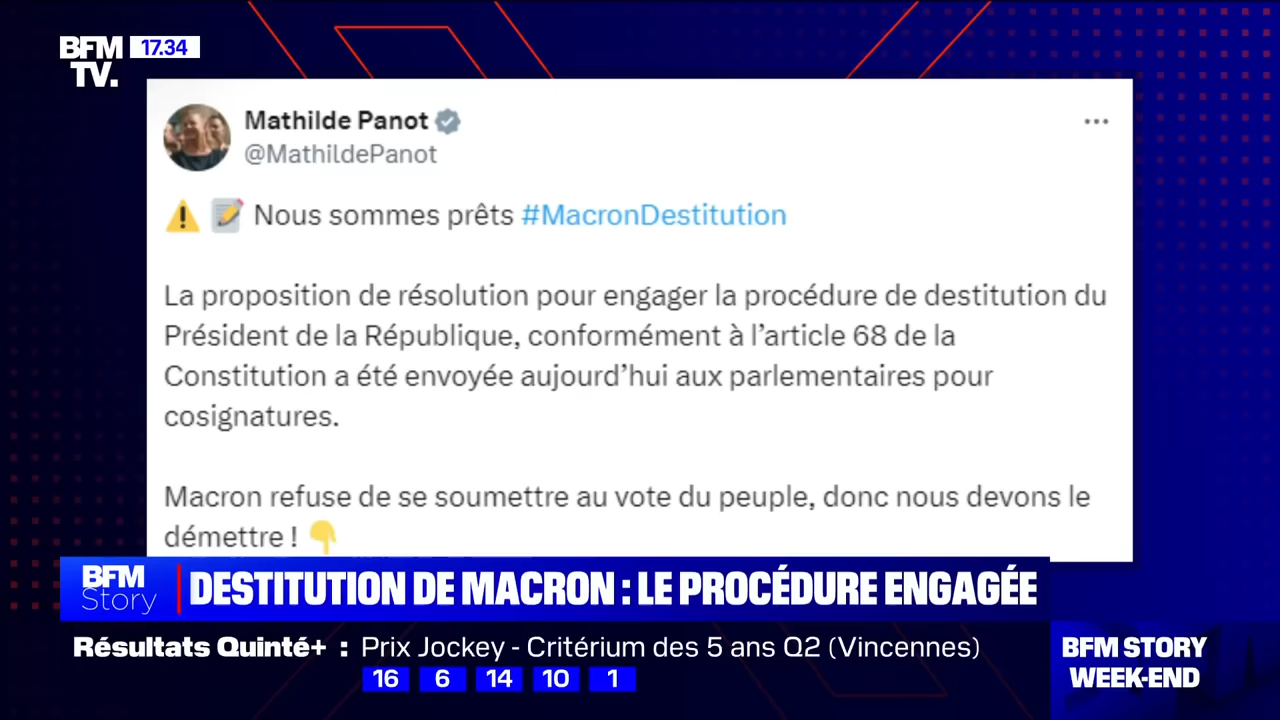 BFM 17.34
TV.
Mathilde Panot
@MathildePanot
Nous sommes prêts #MacronDestitution
La proposition de résolution pour engager la procédure de destitution du
Président de la République, conformément à l’article 68 de la
Constitution a été envoyée aujourd’hui aux parlementaires pour
cosignatures.
Macron refuse de se soumettre au vote du peuple, donc nous devons le
démettre !
BFM
Story
DESTITUTION DE MACRON : LE PROCÉDURE ENGAGÉE
Résultats Quinté+ : Prix Jockey - Critérium des 5 ans Q2 (Vincennes)
16 6 14 10 1
BFM STORY
WEEK-END